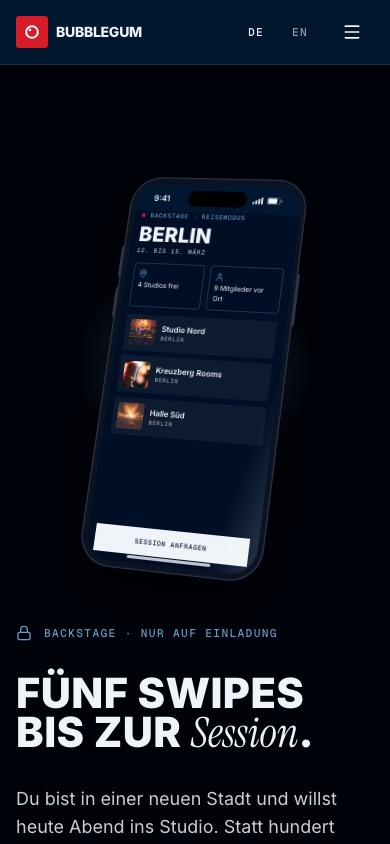 BUBBLEGUM
DE EN
9:41
BACKSTAGE · REISEMODUS
BERLIN
12. BIS 15. MÄRZ
4 Studios frei
9 Mitglieder vor
Ort
Studio Nord
BERLIN
Kreuzberg Rooms
BERLIN
Halle Süd
BERLIN
SESSION ANFRAGEN
BACKSTAGE · NUR AUF EINLADUNG
FÜNF SWIPES
BIS ZUR Session.
Du bist in einer neuen Stadt und willst
heute Abend ins Studio. Statt hundert